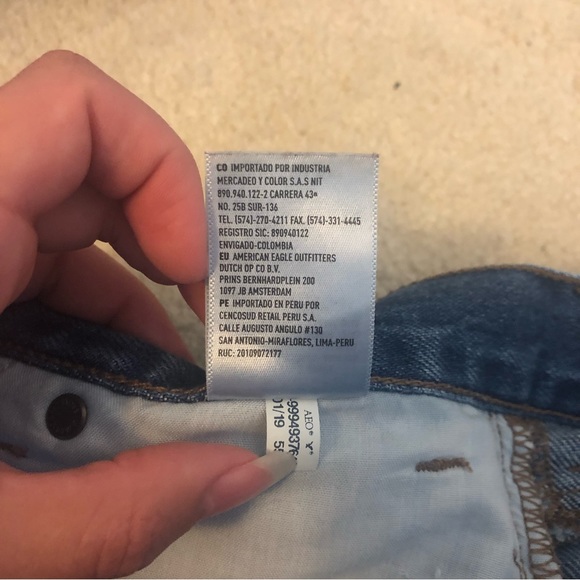 CO IMPORTADO POR INDUSTRIA
MERCADEO Y COLOR S.A.S NIT
890.940.122-2 CARRERA 43ª
NO. 25B SUR-136
TEL. (574)-270-4211 FAX. (574)-331-4445
REGISTRO SIC: 890940122
ENVIGADO-COLOMBIA
EU AMERICAN EAGLE OUTFITTERS
DUTCH OP CO B.V.
PRINS BERNHARDPLEIN 200
1097 JB AMSTERDAM
PE IMPORTADO EN PERU POR
CENCOSUD RETAIL PERU S.A.
CALLE AUGUSTO ANGULO #130
SAN ANTONIO-MIRAFLORES, LIMA-PERU
RUC: 20109072177
AEO®